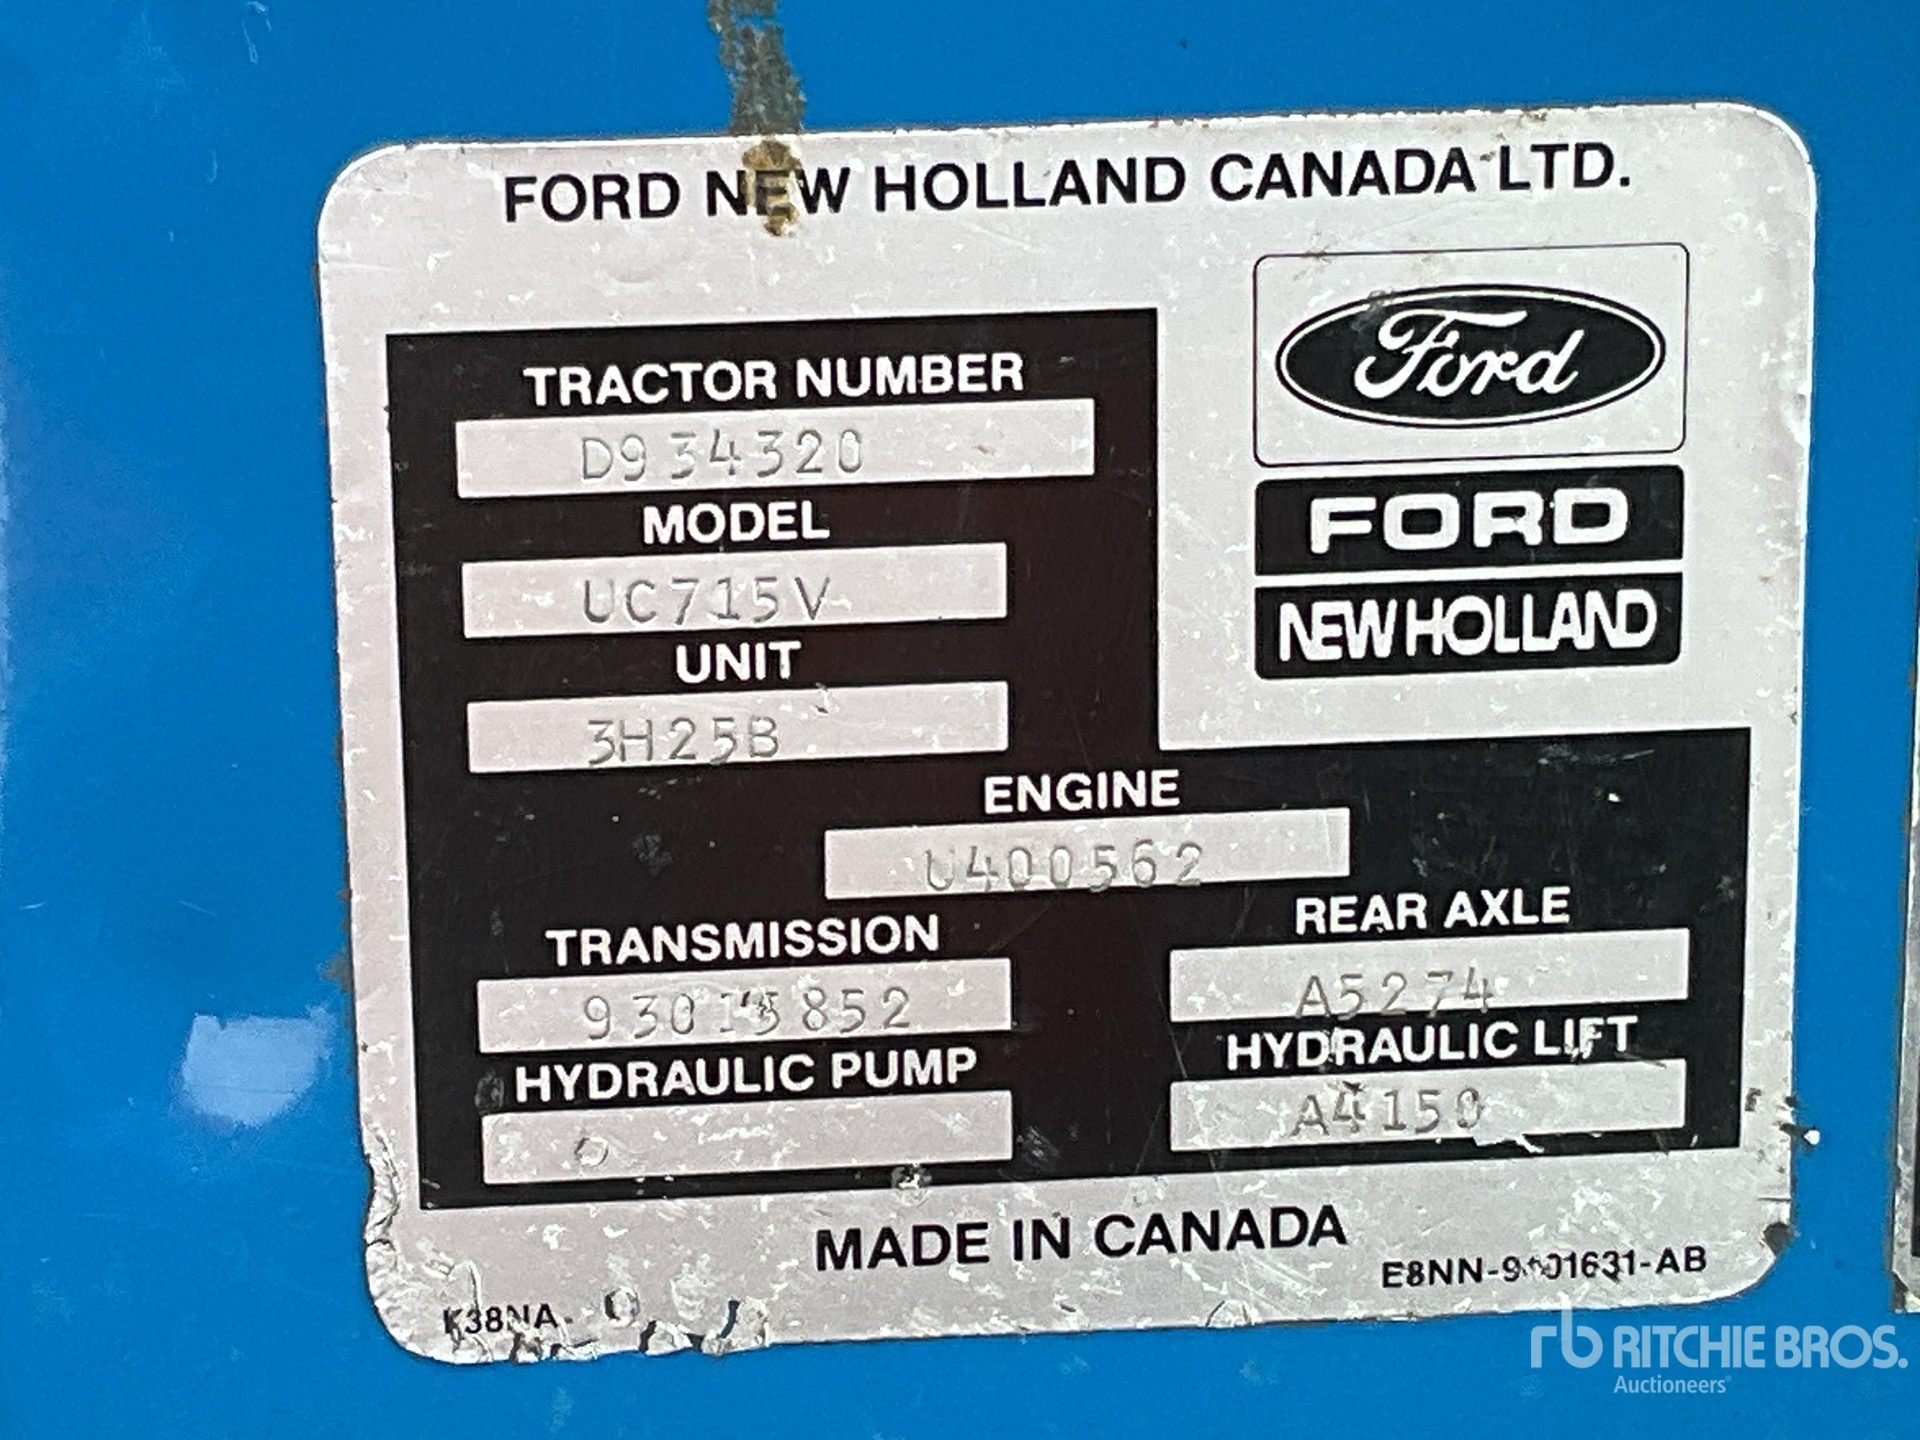 FORD NEW HOLLAND CANADA LTD.
Ford
FORD
NEW HOLLAND
TRACTOR NUMBER
D934320
MODEL
UC715V
UNIT
3H25B
ENGINE
U400562
TRANSMISSION
REAR AXLE
A5274
HYDRAULIC PUMP
HYDRAULIC LIFT
A4150
MADE IN CANADA
rb RITCHIE BROS.
Auctioneers